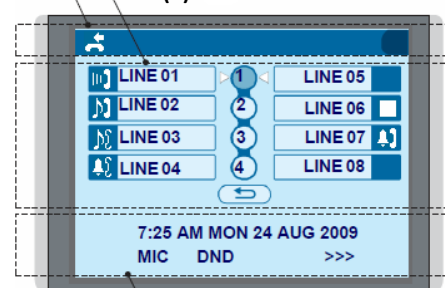 LINE 01 1 LINE 05
LINE 02 2 LINE 06
LINE 03 3 LINE 07
LINE 04 4 LINE 08
7:25 AM MON 24 AUG 2009
MIC DND >>>